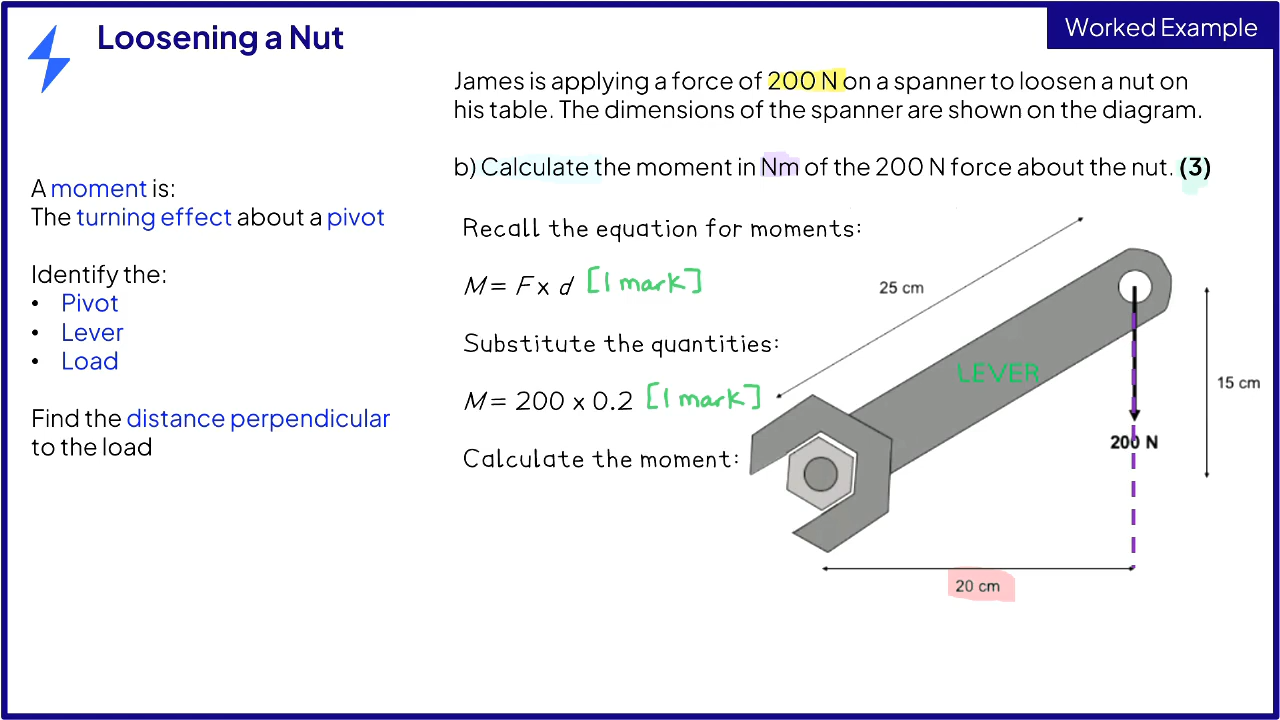 Loosening a Nut
Worked Example
James is applying a force of 200 N on a spanner to loosen a nut on
his table. The dimensions of the spanner are shown on the diagram.
b) Calculate the moment in Nm of the 200 N force about the nut. (3)
A moment is:
The turning effect about a pivot
Identify the:
• Pivot
• Lever
• Load
Find the distance perpendicular
to the load
Recall the equation for moments:
M = F x d [1 mark]
Substitute the quantities:
M = 200 x 0.2 [1 mark]
Calculate the moment:
25 cm
LEVER
15 cm
200 N
20 cm